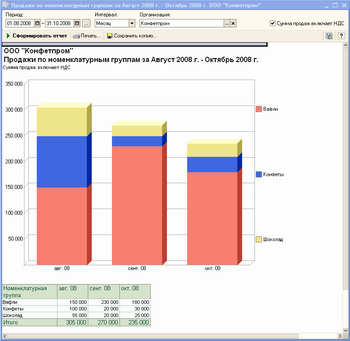 Продажи по номенклатурным группам за Август 2008 г. - Октябрь 2008 г. ООО "Конфетпром"
Период: Интервал: Организация:
01.08.2008 - 31.10.2008 ... Месяц Конфетпром ... x Сумма продаж включает НДС
Сформировать отчет Печать... Сохранить копию...
ООО "Конфетпром"
Продажи по номенклатурным группам за Август 2008 г. - Октябрь 2008 г.
Сумма продаж включает НДС
350 000
300 000
250 000
200 000
150 000
100 000
50 000
Вафли
Конфеты
Шоколад
авг. 08 сент. 08 окт. 08
Номенклатурная группа авг. 08 сент. 08 окт. 08
Вафли 150 000 230 000 180 000
Конфеты 100 000 20 000 30 000
Шоколад 55 000 20 000 25 000
Итого 305 000 270 000 235 000